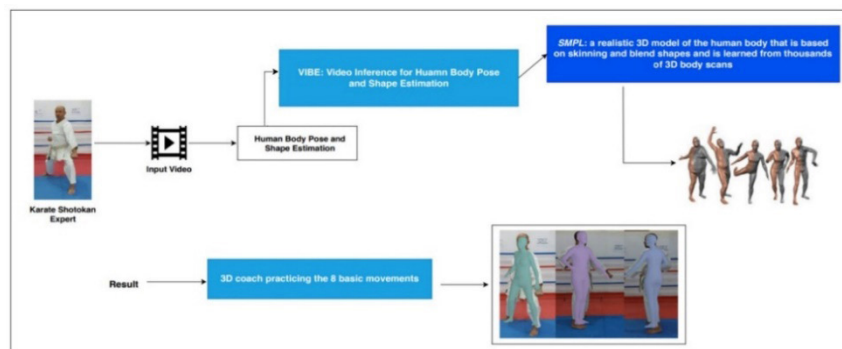 SMPL: a realistic 3D model of the human body that is based
on skinning and blend shapes and is learned from thousands
of 3D body scans
VIBE: Video Inference for Huamn Body Pose
and Shape Estimation
Human Body Pose and
Shape Estimation
Input Video
Karate Shotokan
Expert
Result
3D coach practicing the 8 basic movements